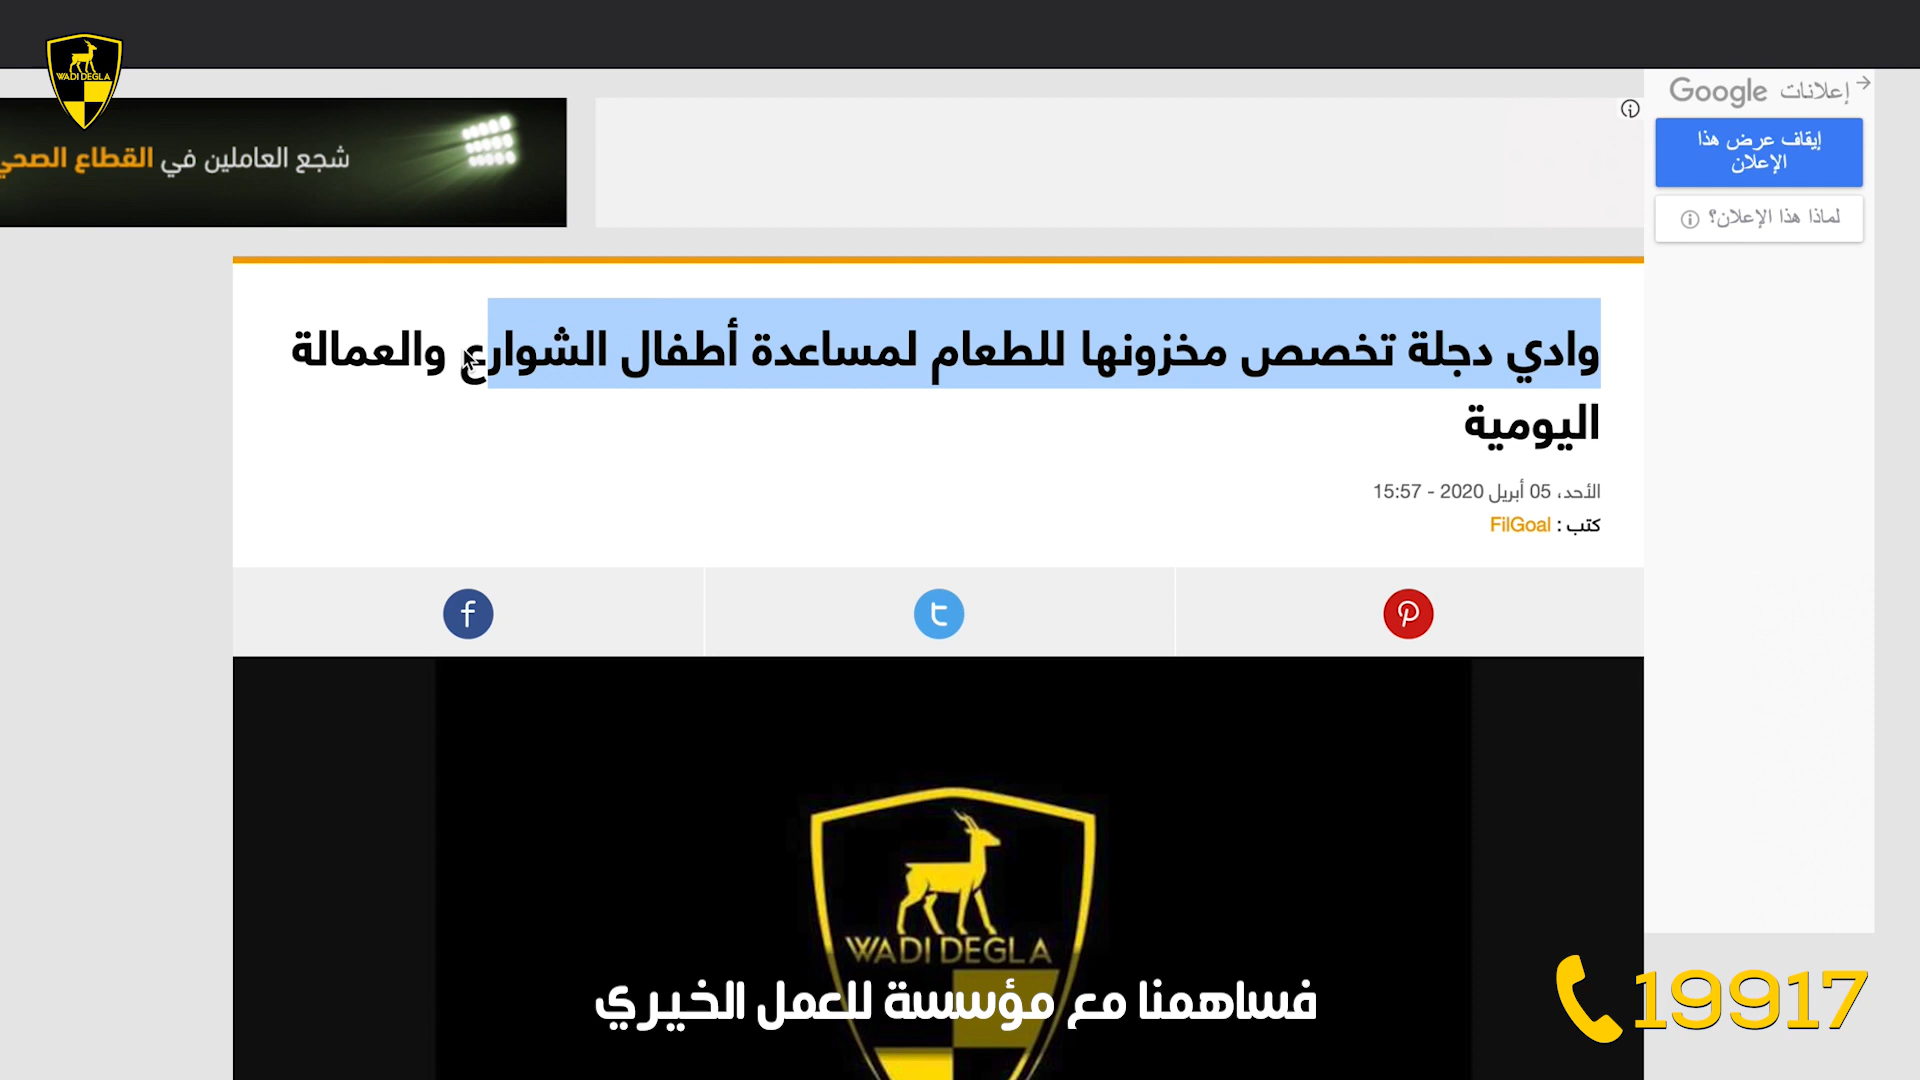 WADI DEGLA
شجع العاملين في القطاع الصحي
إعلانات Google
إيقاف عرض هذا
الإعلان
لماذا هذا الإعلان؟
وادي دجلة تخصص مخزونها للطعام لمساعدة أطفال الشوارع والعمالة
اليومية
الأحد، 05 أبريل 2020 - 15:57
كتب : FilGoal
WADI DEGLA
فساهمنا مع مؤسسة للعمل الخيري
19917